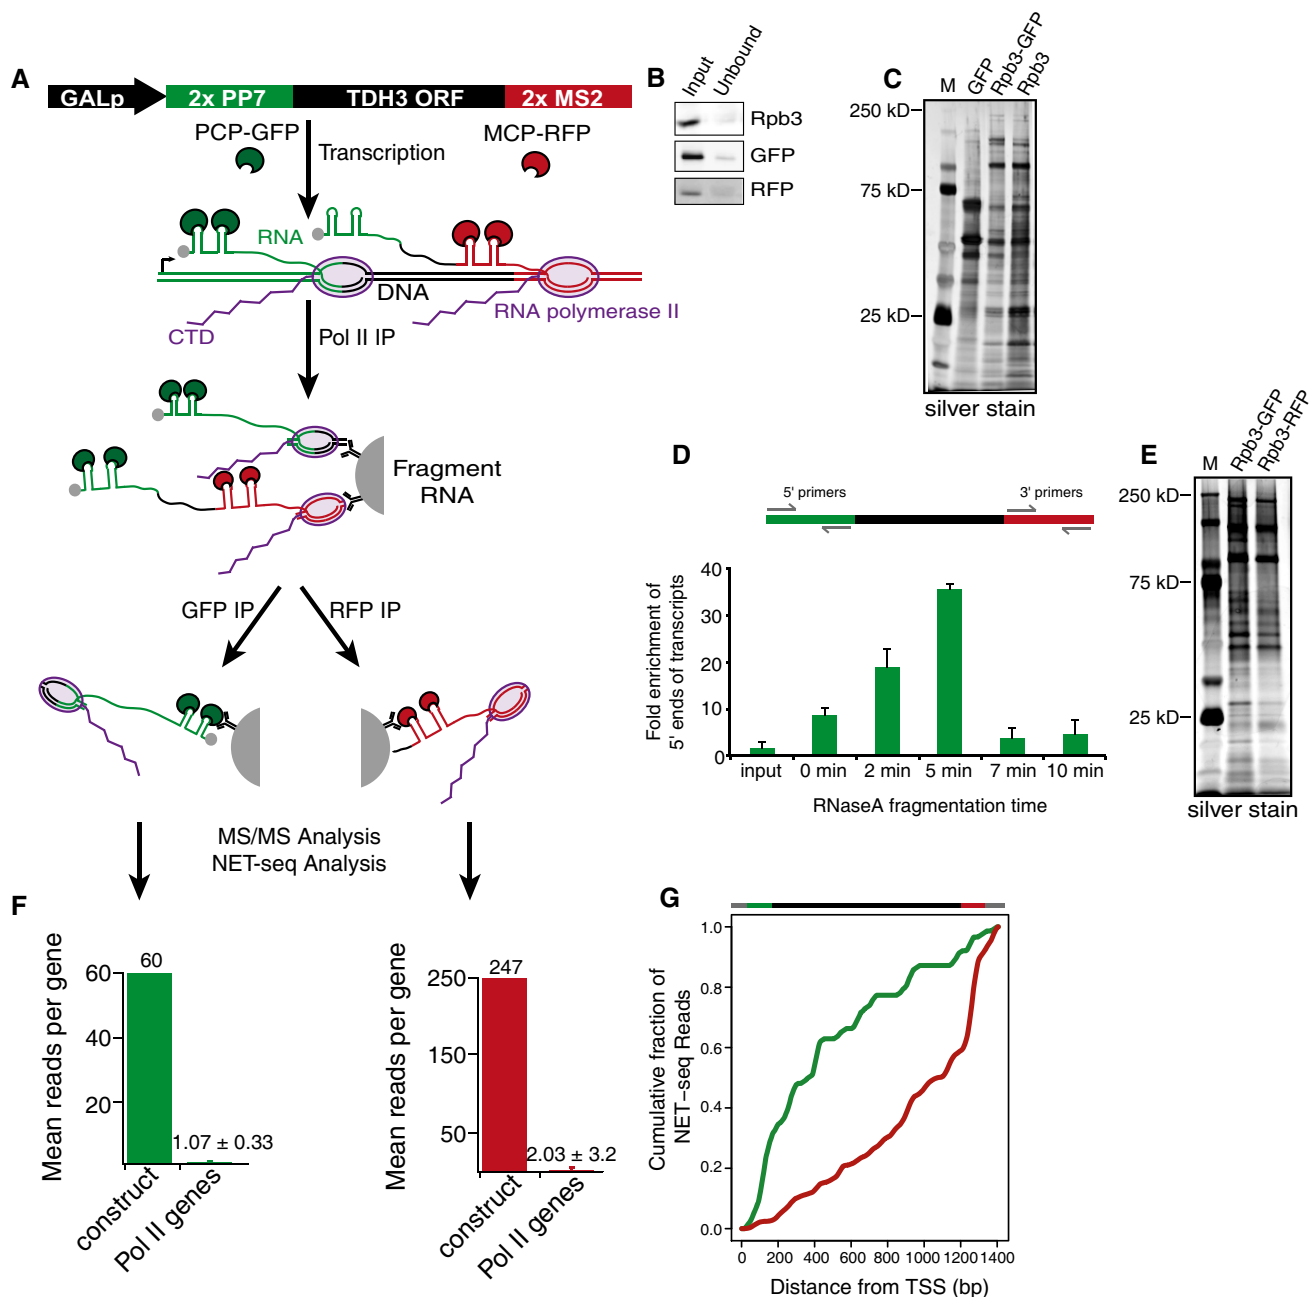 A
GALp
2x PP7
TDH3 ORF
2x MS2
PCP-GFP
MCP-RFP
Transcription
RNA
DNA
CTD
RNA polymerase II
Pol II IP
Fragment
RNA
GFP IP
RFP IP
MS/MS Analysis
NET-seq Analysis
B
Input
Unbound
Rpb3
GFP
RFP
C
M
GFP
Rpb3-GFP
Rpb3
250 kD
75 kD
25 kD
silver stain
D
5' primers
3' primers
Fold enrichment of
5' ends of transcripts
40
30
20
10
0
input
0 min
2 min
5 min
7 min
10 min
RNaseA fragmentation time
E
M
Rpb3-GFP
Rpb3-RFP
250 kD
75 kD
25 kD
silver stain
F
Mean reads per gene
60
40
20
60
1.07 ± 0.33
construct
Pol II genes
Mean reads per gene
250
150
50
247
2.03 ± 3.2
construct
Pol II genes
G
Cumulative fraction of
NET-seq Reads
1.0
0.8
0.6
0.4
0.2
0.0
0
200
400
600
800
1000
1200
1400
Distance from TSS (bp)